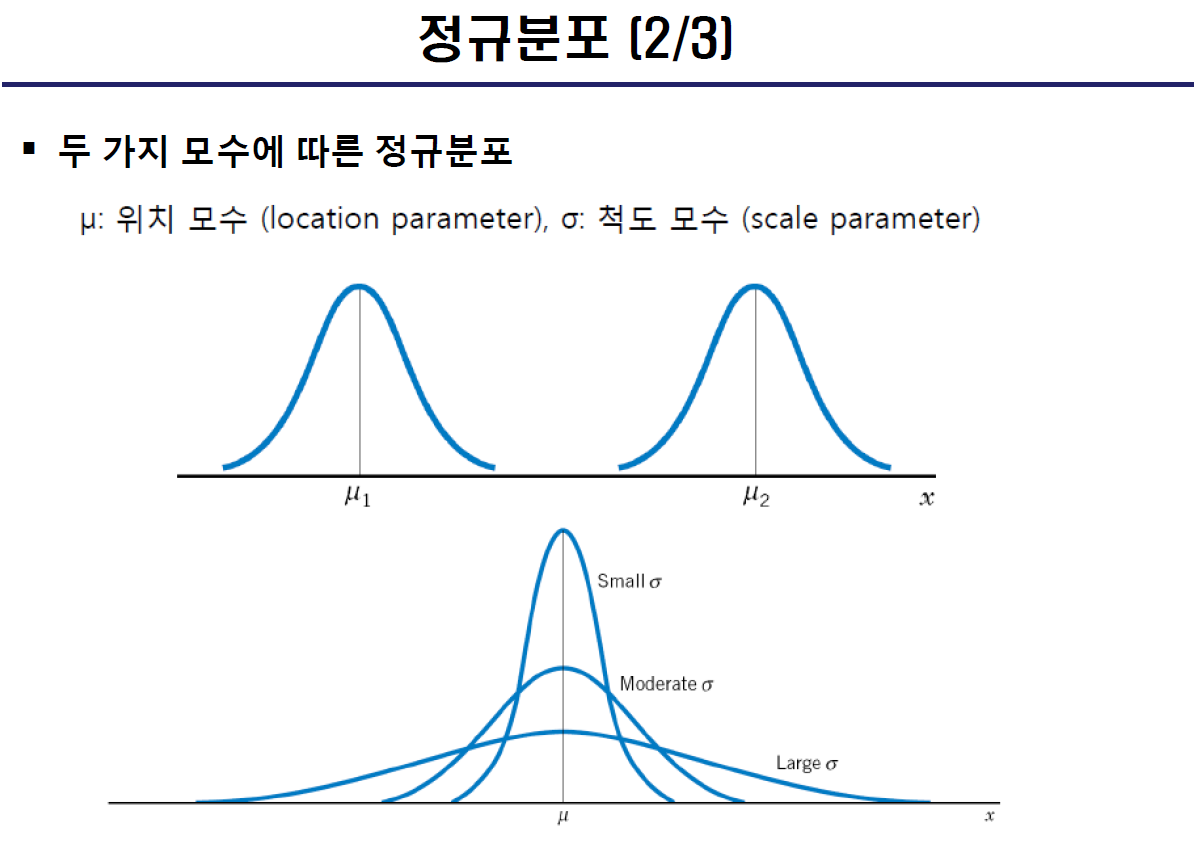 정규분포 (2/3)
▪ 두 가지 모수에 따른 정규분포
μ: 위치 모수 (location parameter), σ: 척도 모수 (scale parameter)
μ₁ μ₂ x
Small σ
Moderate σ
Large σ
μ x